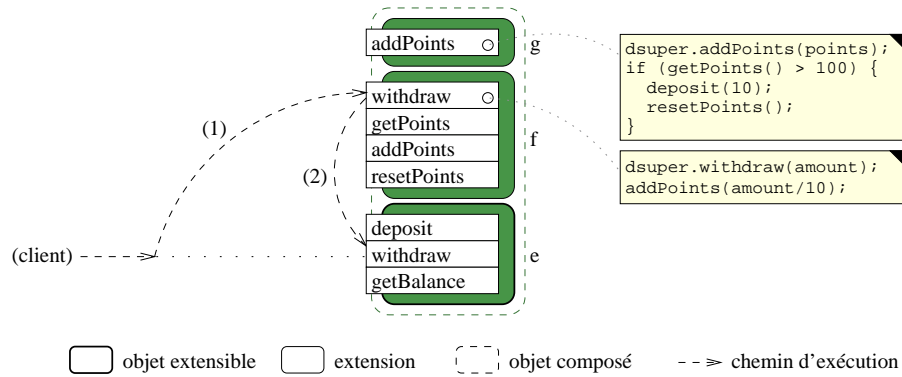 addPoints
g
withdraw
getPoints
addPoints
resetPoints
f
deposit
withdraw
getBalance
e
(1)
(2)
(client)
dsuper.addPoints(points);
if (getPoints() > 100) {
  deposit(10);
  resetPoints();
}
dsuper.withdraw(amount);
addPoints(amount/10);
objet extensible
extension
objet composé
chemin d'exécution